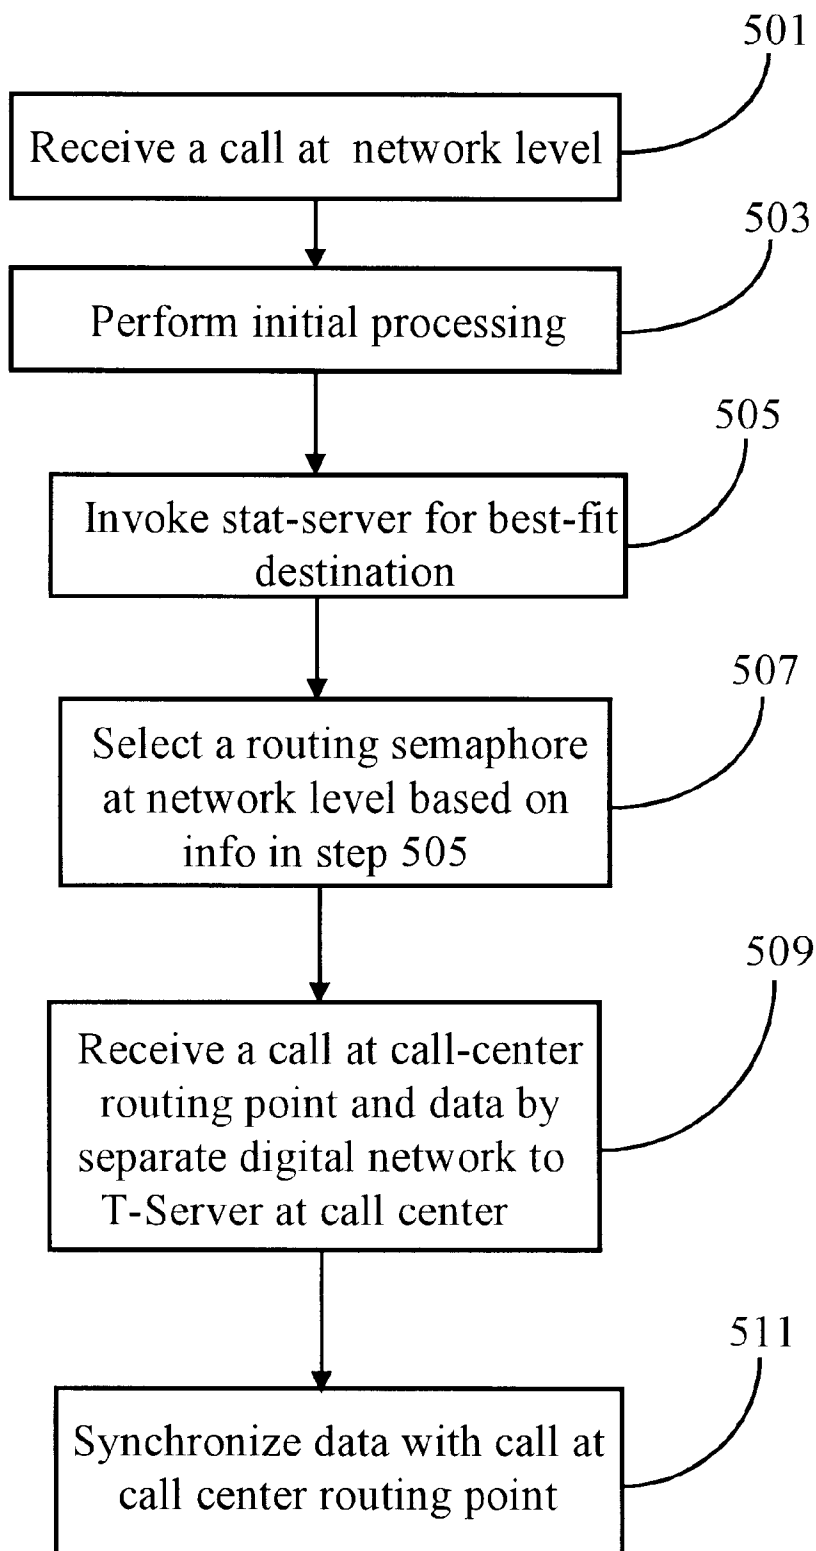 501
Receive a call at network level
503
Perform initial processing
505
Invoke stat-server for best-fit
destination
507
Select a routing semaphore
at network level based on
info in step 505
509
Receive a call at call-center
routing point and data by
separate digital network to
T-Server at call center
511
Synchronize data with call at
call center routing point